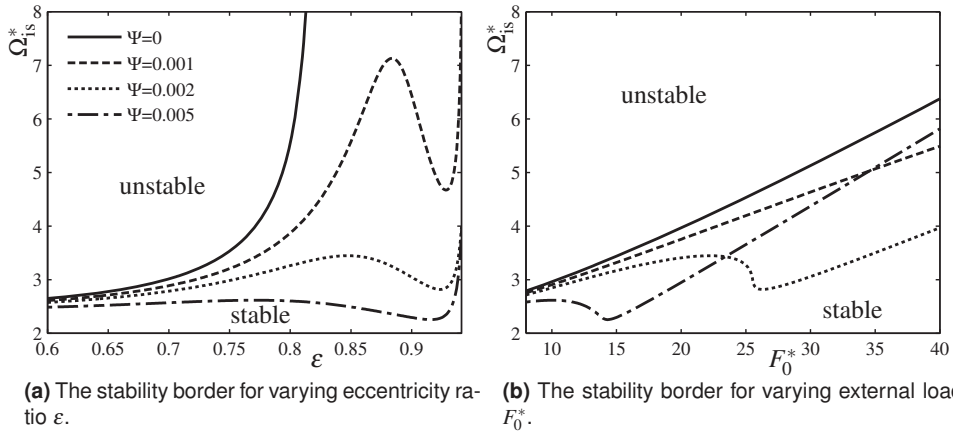 Ω*is
8
7
6
5
4
3
2
Ψ=0
Ψ=0.001
Ψ=0.002
Ψ=0.005
unstable
stable
0.6 0.65 0.7 0.75 0.8 0.85 0.9
ε
(a) The stability border for varying eccentricity ra-
tio ε.
Ω*is
8
7
6
5
4
3
2
unstable
stable
10 15 20 25 30 35 40
F0*
(b) The stability border for varying external loa
F0*.